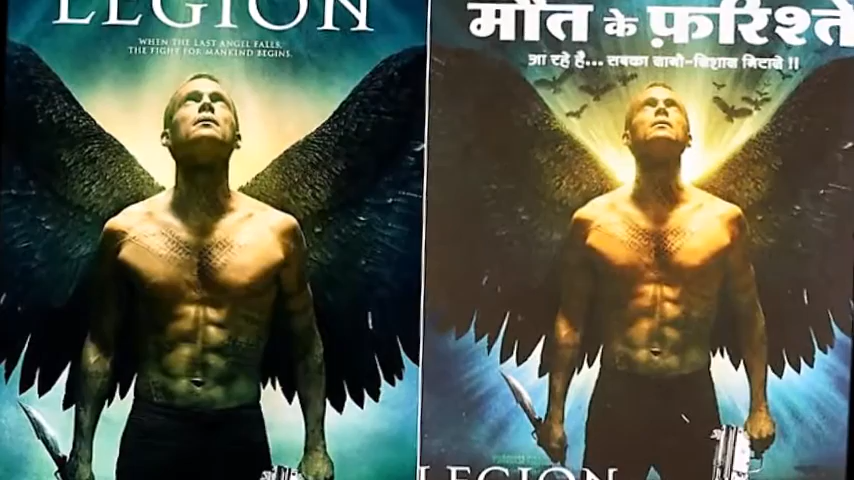 LEGION
WHEN THE LAST ANGEL FALLS,
THE FIGHT FOR MANKIND BEGINS.
मौत के फ़रिश्ते
आ रहे है... सबका नामो-निशान मिटाने !!
LEGION